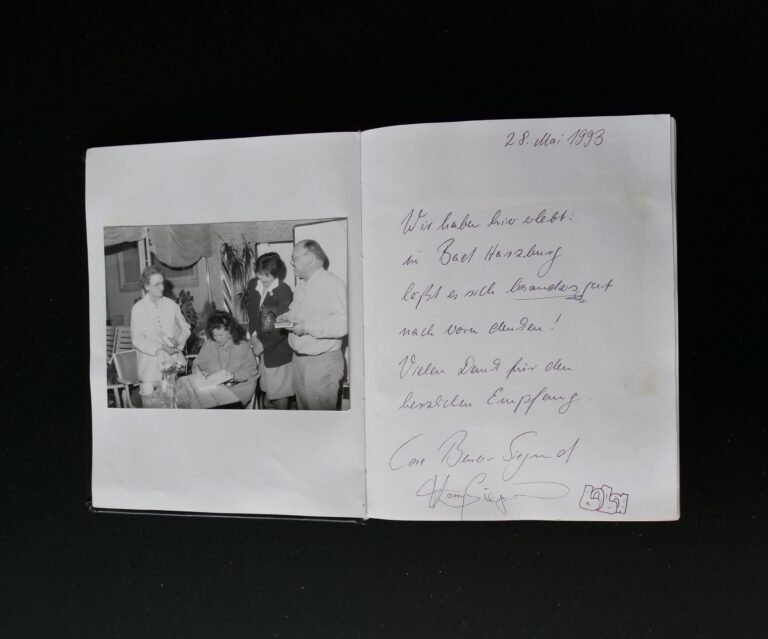 28. Mai 1993
Wir haben hier erlebt:
in Bad Harzburg
läßt es sich besonders gut
nach vorn denken!
Vielen Dank für den
herzlichen Empfang.
Siegmund